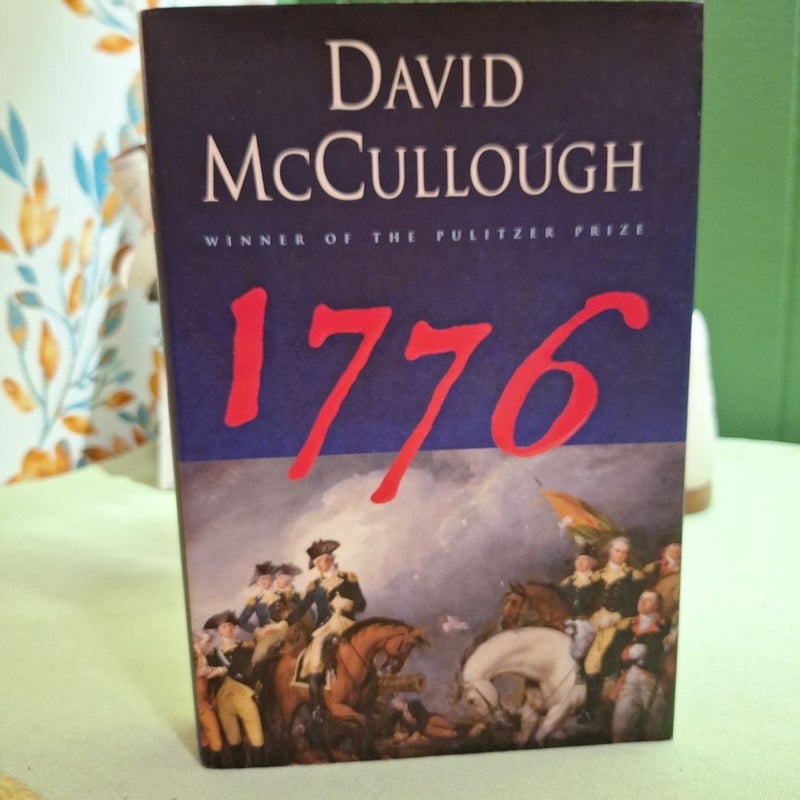 DAVID
MCCULLOUGH
WINNER OF THE PULITZER PRIZE
1776